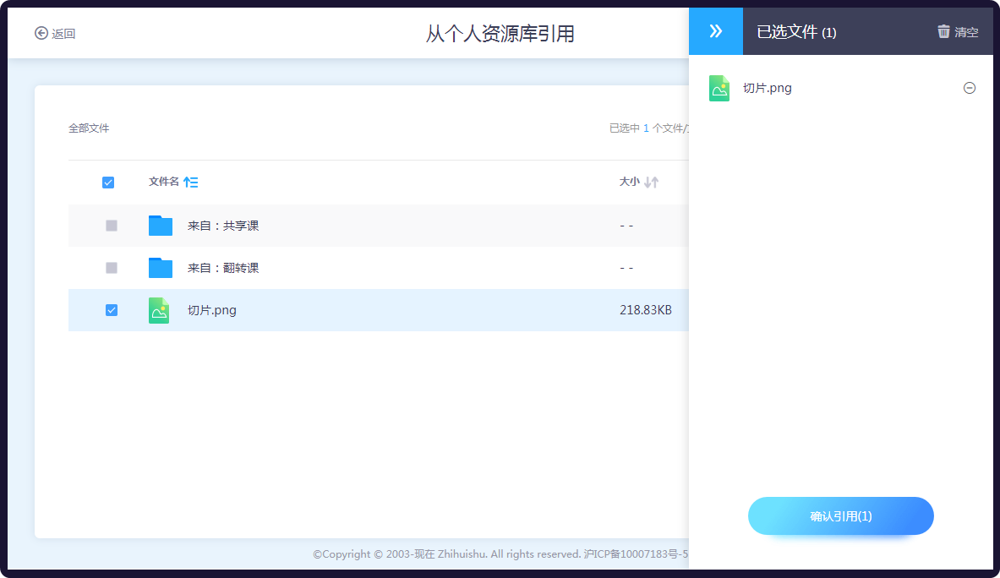 返回
从个人资源库引用
已选文件 (1)
清空
切片.png
全部文件
已选中 1 个文件/
文件名
大小
来自：共享课
- -
来自：翻转课
- -
切片.png
218.83KB
确认引用(1)
©Copyright © 2003-现在 Zhihuishu. All rights reserved. 沪ICP备10007183号-5